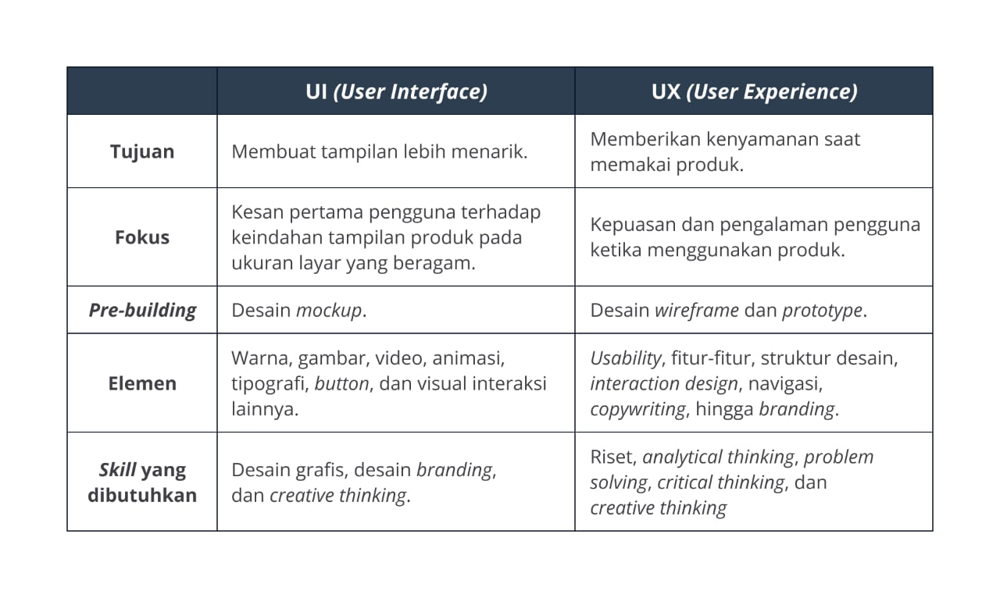 UI (User Interface)
UX (User Experience)
Tujuan
Membuat tampilan lebih menarik.
Memberikan kenyamanan saat
memakai produk.
Fokus
Kesan pertama pengguna terhadap
keindahan tampilan produk pada
ukuran layar yang beragam.
Kepuasan dan pengalaman pengguna
ketika menggunakan produk.
Pre-building
Desain mockup.
Desain wireframe dan prototype.
Elemen
Warna, gambar, video, animasi,
tipografi, button, dan visual interaksi
lainnya.
Usability, fitur-fitur, struktur desain,
interaction design, navigasi,
copywriting, hingga branding.
Skill yang
dibutuhkan
Desain grafis, desain branding,
dan creative thinking.
Riset, analytical thinking, problem
solving, critical thinking, dan
creative thinking